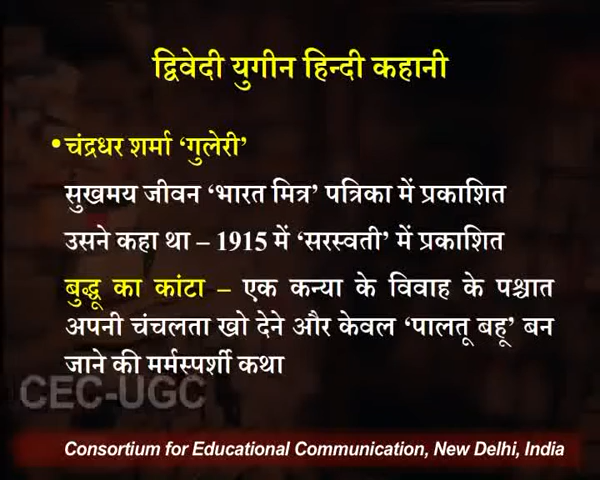 द्विवेदी युगीन हिन्दी कहानी
• चंद्रधर शर्मा ‘गुलेरी’
सुखमय जीवन ‘भारत मित्र’ पत्रिका में प्रकाशित
उसने कहा था – 1915 में ‘सरस्वती’ में प्रकाशित
बुद्धू का कांटा – एक कन्या के विवाह के पश्चात
अपनी चंचलता खो देने और केवल ‘पालतू बहू’ बन
जाने की मर्मस्पर्शी कथा
CEC-UGC
Consortium for Educational Communication, New Delhi, India